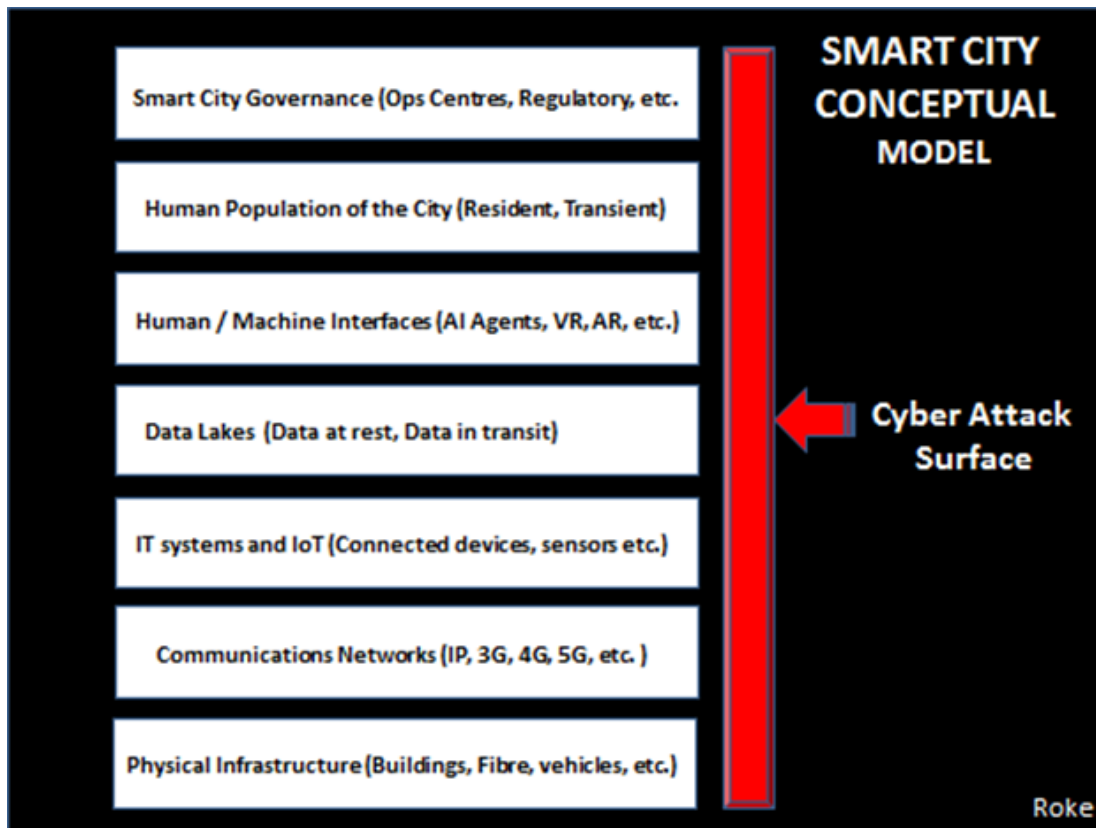 SMART CITY
CONCEPTUAL
MODEL
Smart City Governance (Ops Centres, Regulatory, etc.
Human Population of the City (Resident, Transient)
Human / Machine Interfaces (AI Agents, VR, AR, etc.)
Data Lakes (Data at rest, Data in transit)
IT systems and IoT (Connected devices, sensors etc.)
Communications Networks (IP, 3G, 4G, 5G, etc. )
Physical Infrastructure (Buildings, Fibre, vehicles, etc.)
Cyber Attack
Surface
Roke